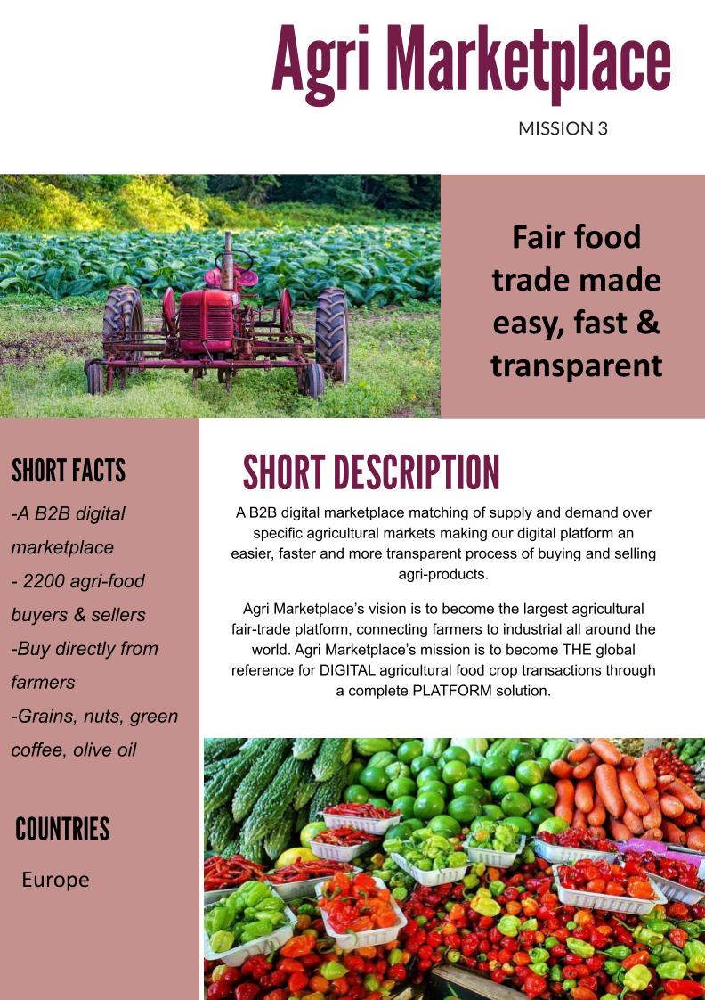 Agri Marketplace
MISSION 3
Fair food
trade made
easy, fast &
transparent
SHORT FACTS
-A B2B digital
marketplace
- 2200 agri-food
buyers & sellers
-Buy directly from
farmers
-Grains, nuts, green
coffee, olive oil
COUNTRIES
Europe
SHORT DESCRIPTION
A B2B digital marketplace matching of supply and demand over
specific agricultural markets making our digital platform an
easier, faster and more transparent process of buying and selling
agri-products.
Agri Marketplace’s vision is to become the largest agricultural
fair-trade platform, connecting farmers to industrial all around the
world. Agri Marketplace’s mission is to become THE global
reference for DIGITAL agricultural food crop transactions through
a complete PLATFORM solution.